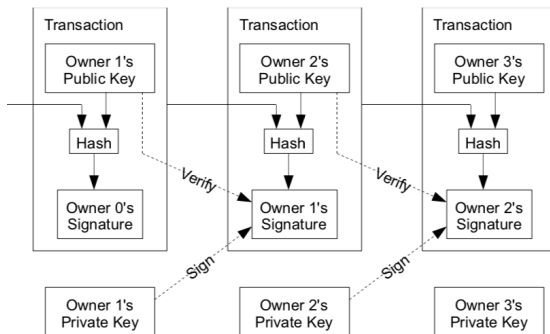 Transaction
Owner 1's
Public Key
Hash
Owner 0's
Signature
Transaction
Owner 2's
Public Key
Hash
Verify
Owner 1's
Signature
Sign
Transaction
Owner 3's
Public Key
Hash
Verify
Owner 2's
Signature
Sign
Owner 1's
Private Key
Owner 2's
Private Key
Owner 3's
Private Key